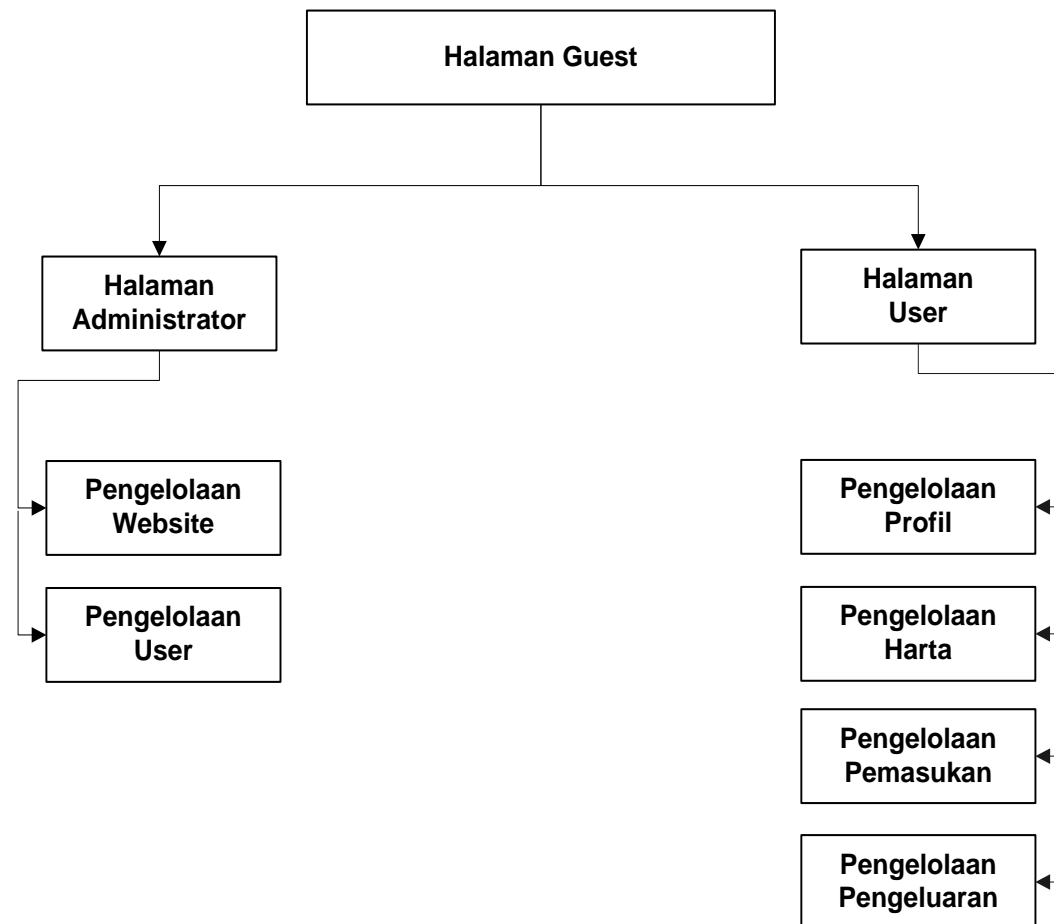 Halaman Guest
Halaman
Administrator
Halaman
User
Pengelolaan
Website
Pengelolaan
User
Pengelolaan
Profil
Pengelolaan
Harta
Pengelolaan
Pemasukan
Pengelolaan
Pengeluaran